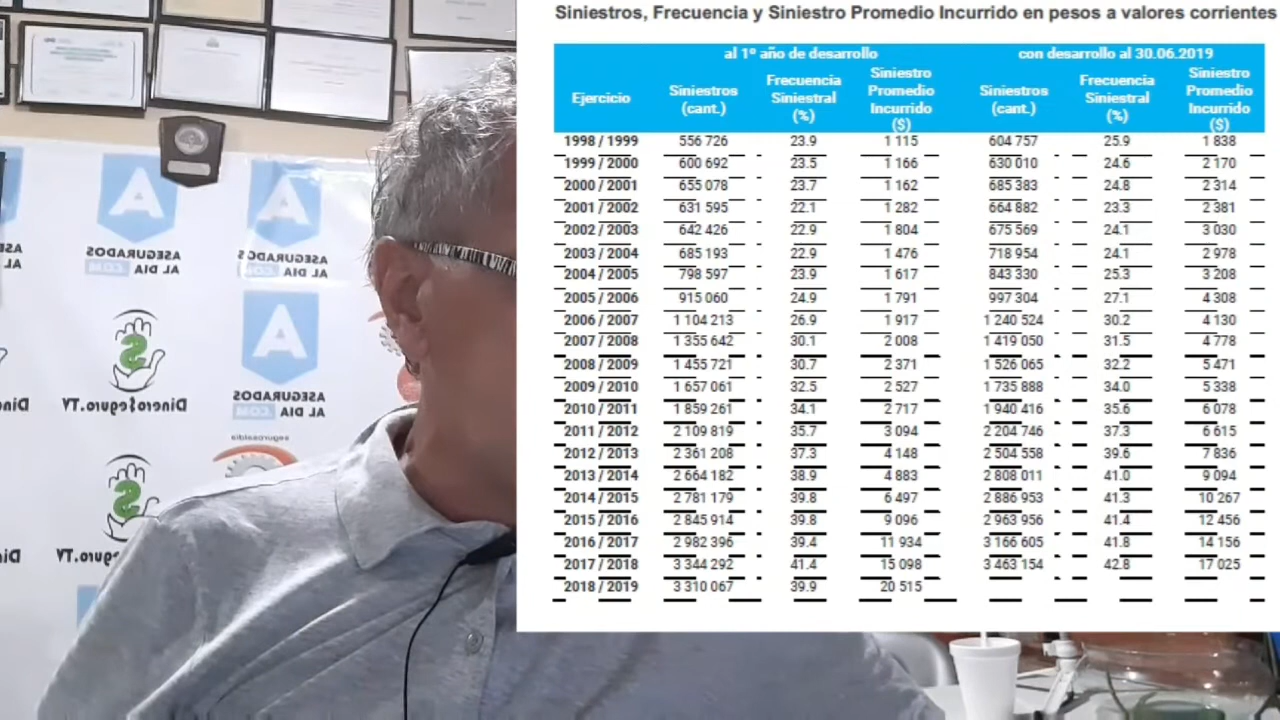 Siniestros, Frecuencia y Siniestro Promedio Incurrido en pesos a valores corrientes
al 1º año de desarrollo con desarrollo al 30.06.2019
Ejercicio Siniestros (cant.) Frecuencia Siniestral (%) Siniestro Promedio Incurrido ($) Siniestros (cant.) Frecuencia Siniestral (%) Siniestro Promedio Incurrido ($)
1998 / 1999 556 726 23.9 1 115 604 757 25.9 1 838
1999 / 2000 600 692 23.5 1 166 630 010 24.6 2 170
2000 / 2001 655 078 23.7 1 162 685 383 24.8 2 314
2001 / 2002 631 595 22.1 1 282 664 882 23.3 2 381
2002 / 2003 642 426 22.9 1 804 675 569 24.1 3 030
2003 / 2004 685 193 22.9 1 476 718 954 24.1 2 978
2004 / 2005 798 597 23.9 1 617 843 330 25.3 3 208
2005 / 2006 915 060 24.9 1 791 997 304 27.1 4 308
2006 / 2007 1 104 213 26.9 1 917 1 240 524 30.2 4 130
2007 / 2008 1 355 642 30.1 2 008 1 419 050 31.5 4 778
2008 / 2009 1 455 721 30.7 2 371 1 526 065 32.2 5 471
2009 / 2010 1 657 061 32.5 2 527 1 735 888 34.0 5 338
2010 / 2011 1 859 261 34.1 2 717 1 940 416 35.6 6 078
2011 / 2012 2 109 819 35.7 3 094 2 204 746 37.3 6 615
2012 / 2013 2 361 208 37.3 4 148 2 504 558 39.6 7 836
2013 / 2014 2 664 182 38.9 4 883 2 808 011 41.0 9 094
2014 / 2015 2 781 179 39.8 6 497 2 886 953 41.3 10 267
2015 / 2016 2 845 914 39.8 9 096 2 963 956 41.4 12 456
2016 / 2017 2 982 396 39.4 11 934 3 166 605 41.8 14 156
2017 / 2018 3 344 292 41.4 15 098 3 463 154 42.8 17 025
2018 / 2019 3 310 067 39.9 20 515
A A
ASEGURADOS ASEGURADOS
AL DIA.COM AL DIA.COM
A
Dinero$eguro.TV
ASEGURADOS
AL DIA.COM
segurosaldia